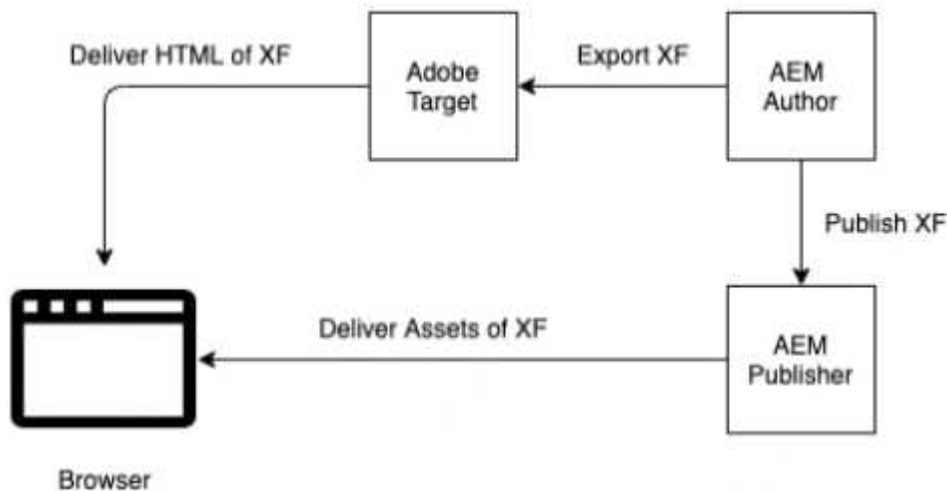 Deliver HTML of XF
Adobe
Target
Export XF
AEM
Author
Publish XF
Deliver Assets of XF
AEM
Publisher
Browser